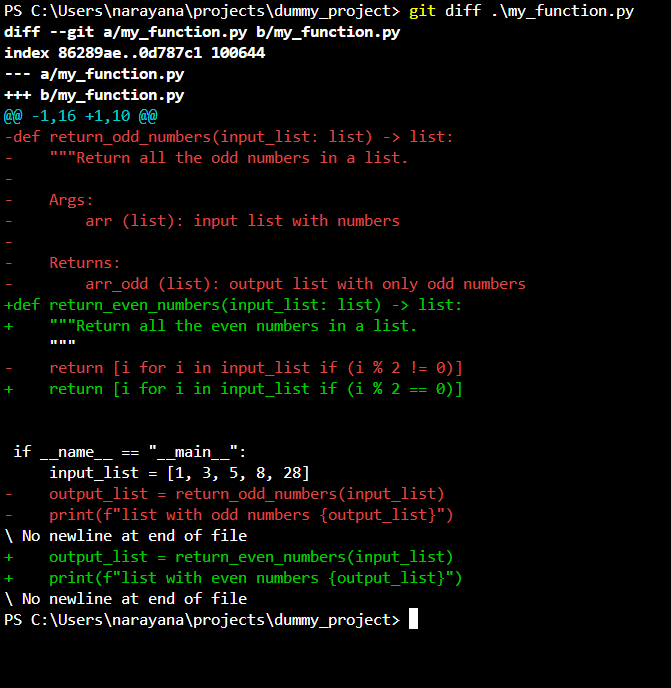 PS C:\Users\narayana\projects\dummy_project> git diff .\my_function.py
diff --git a/my_function.py b/my_function.py
index 86289ae..0d787c1 100644
--- a/my_function.py
+++ b/my_function.py
@@ -1,16 +1,10 @@
-def return_odd_numbers(input_list: list) -> list:
-    """Return all the odd numbers in a list.
-
-    Args:
-        arr (list): input list with numbers
-
-    Returns:
-        arr_odd (list): output list with only odd numbers
+def return_even_numbers(input_list: list) -> list:
+    """Return all the even numbers in a list.
     """
-    return [i for i in input_list if (i % 2 != 0)]
+    return [i for i in input_list if (i % 2 == 0)]
 if __name__ == "__main__":
     input_list = [1, 3, 5, 8, 28]
-    output_list = return_odd_numbers(input_list)
-    print(f"list with odd numbers {output_list}")
\ No newline at end of file
+    output_list = return_even_numbers(input_list)
+    print(f"list with even numbers {output_list}")
\ No newline at end of file
PS C:\Users\narayana\projects\dummy_project>